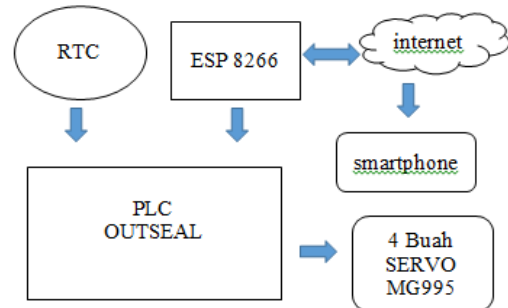 RTC
ESP 8266
internet
smartphone
PLC
OUTSEAL
4 Buah
SERVO
MG995